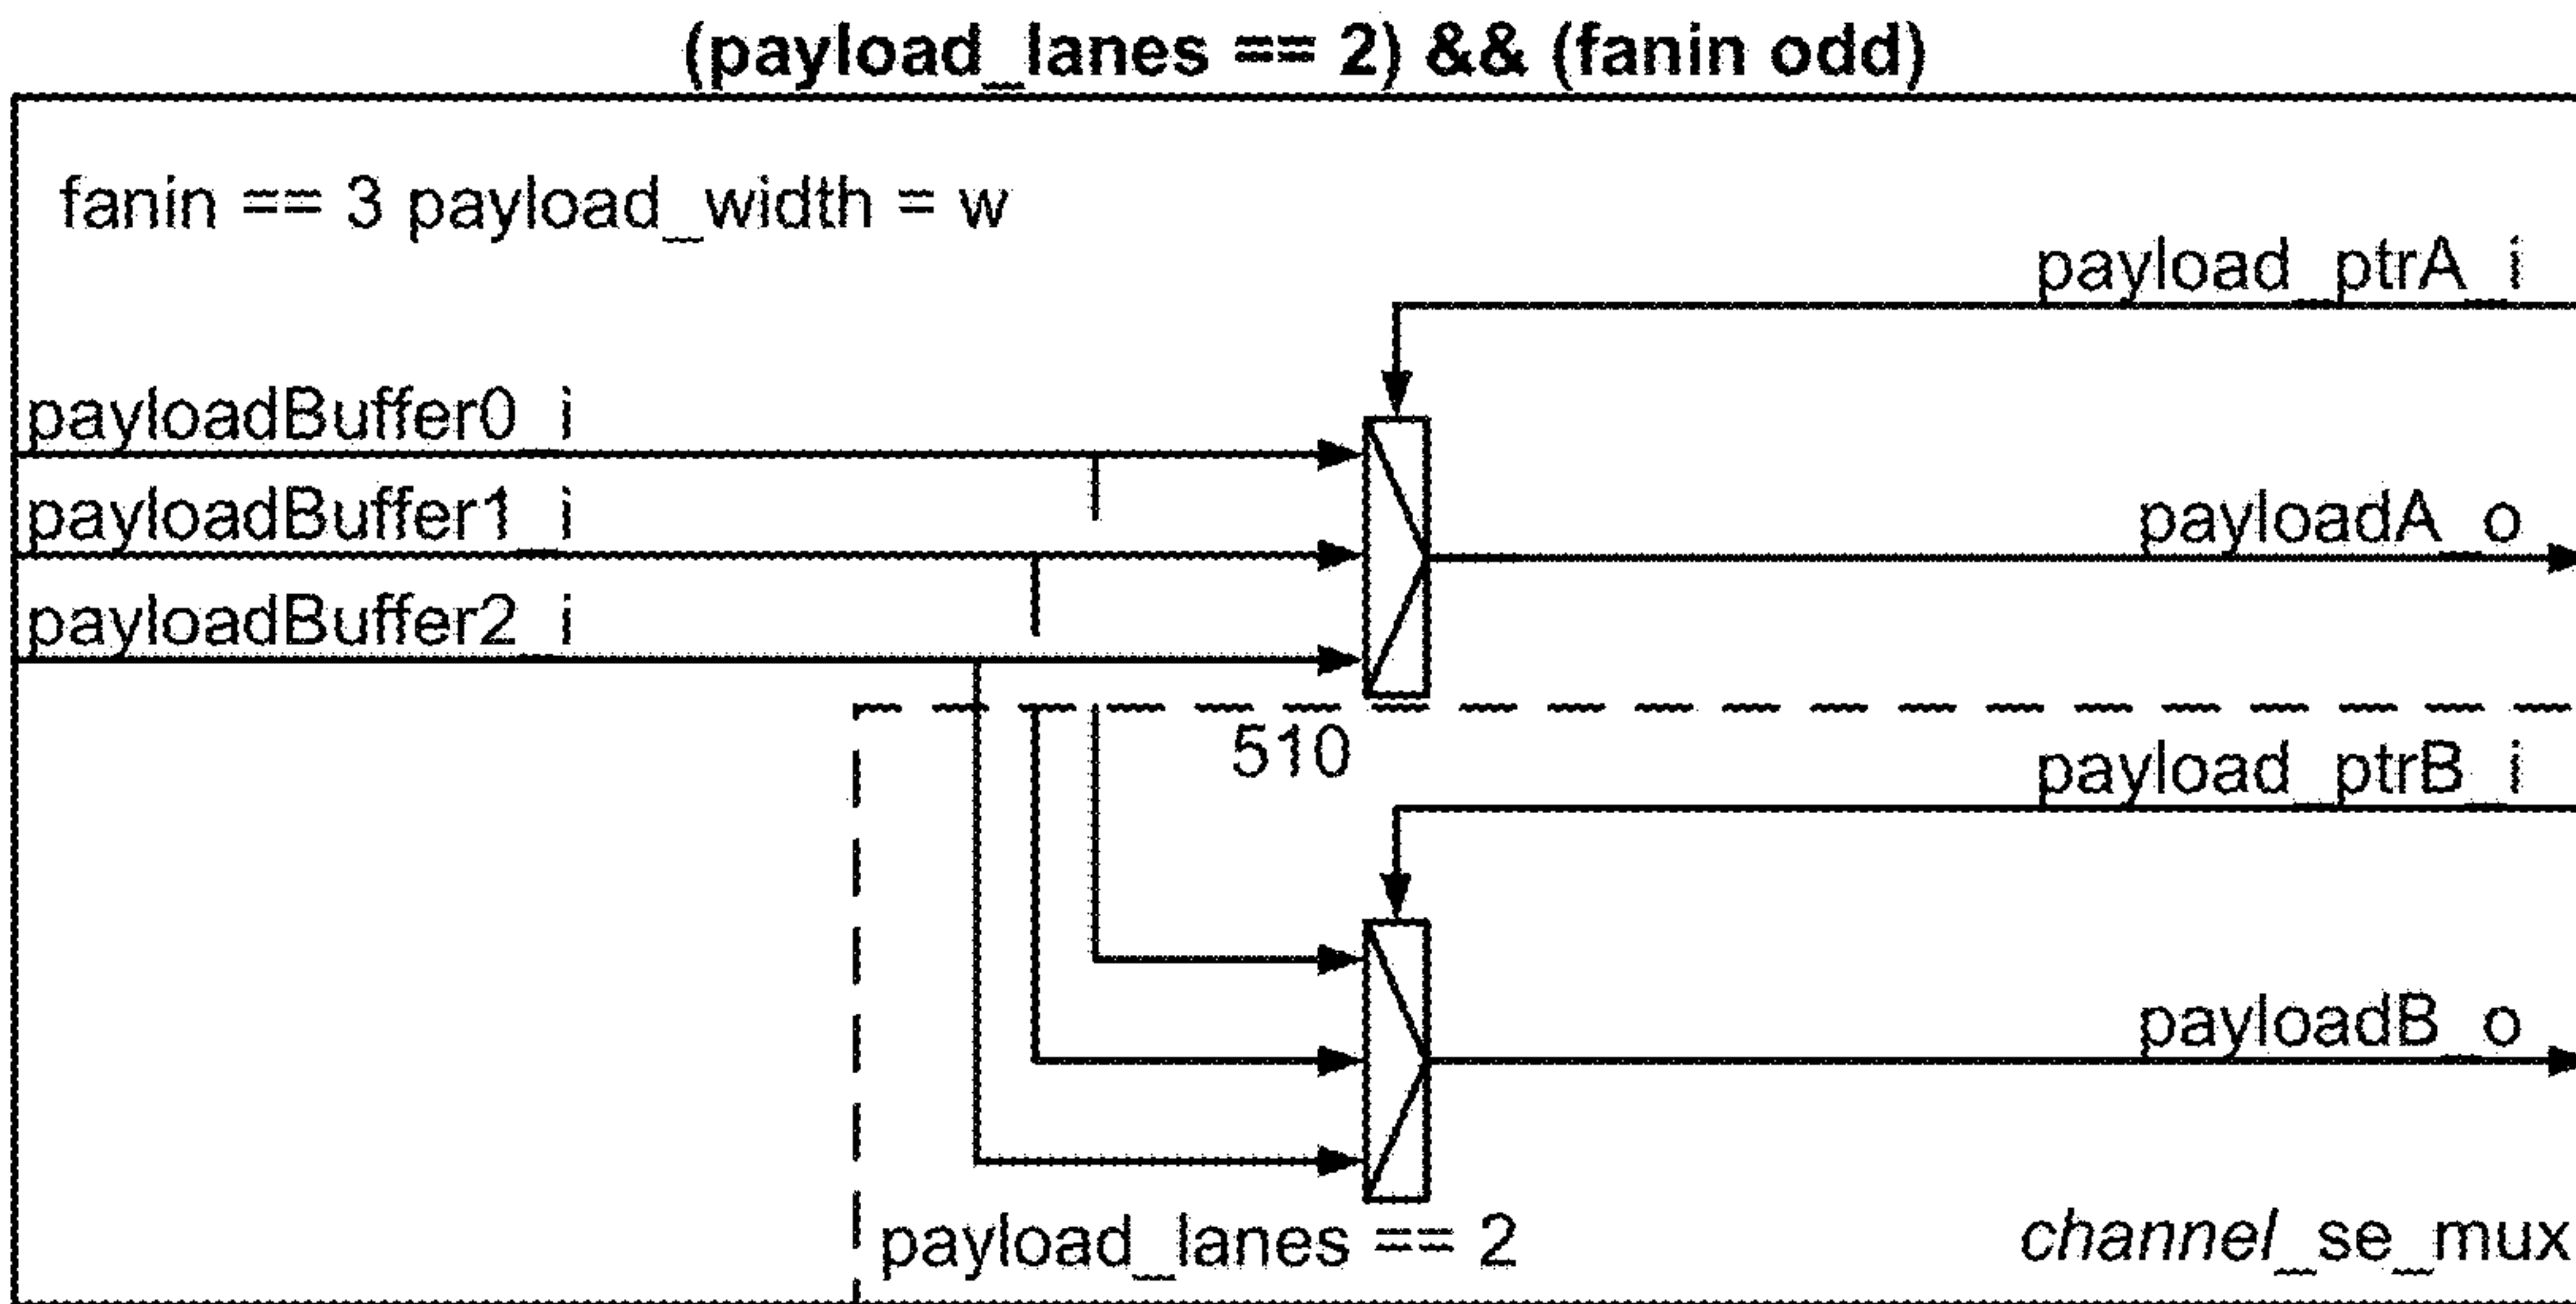 (payload_lanes == 2) && (fanin odd)
fanin == 3 payload_width = w
payload_ptrA_i
payloadBuffer0_i
payloadBuffer1_i
payloadA_o
payloadBuffer2_i
510
payload_ptrB_i
payloadB_o
payload_lanes == 2
channel_se_mux